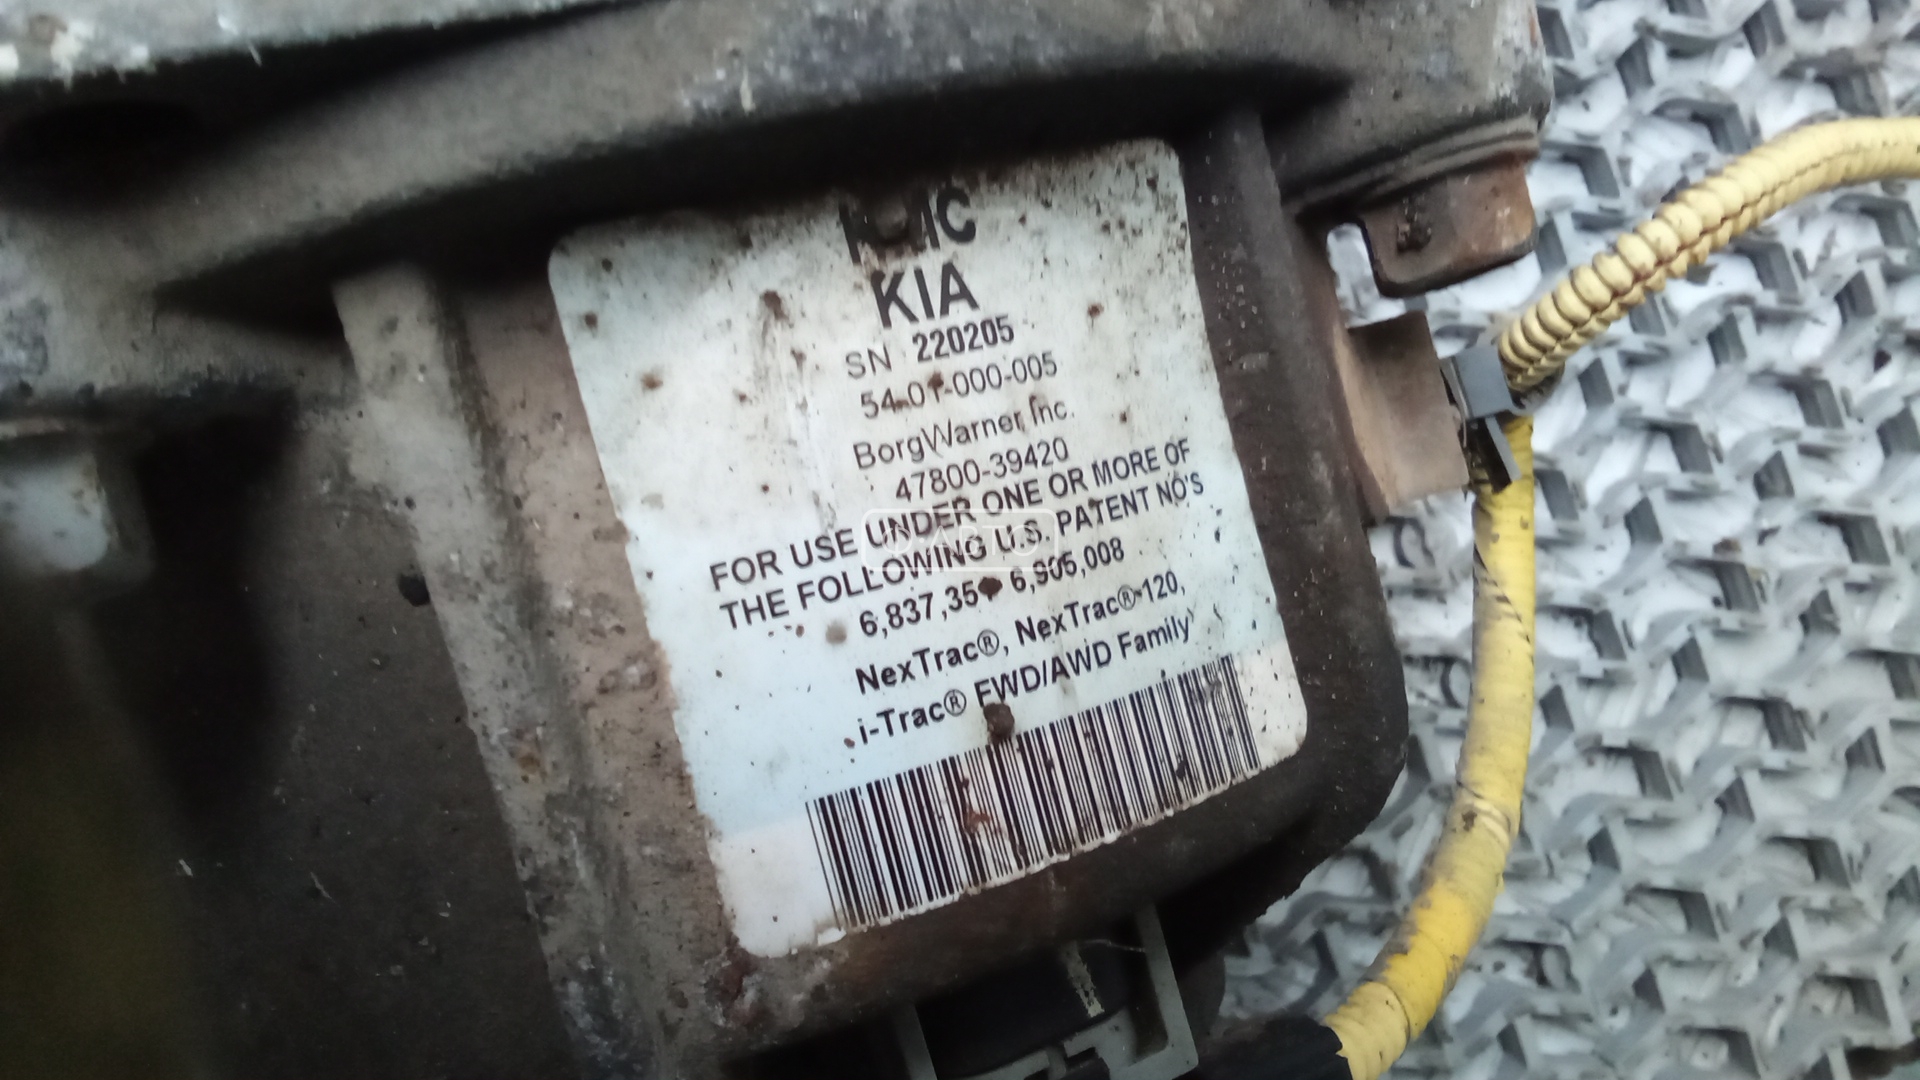 KIA
SN 220205
54-01-000-005
BorgWarner, Inc.
47800-39420
FOR USE UNDER ONE OR MORE OF
THE FOLLOWING U.S. PATENT NO'S
6,905,008
NexTrac®, NexTrac®-120,
i-Trac® FWD/AWD Family